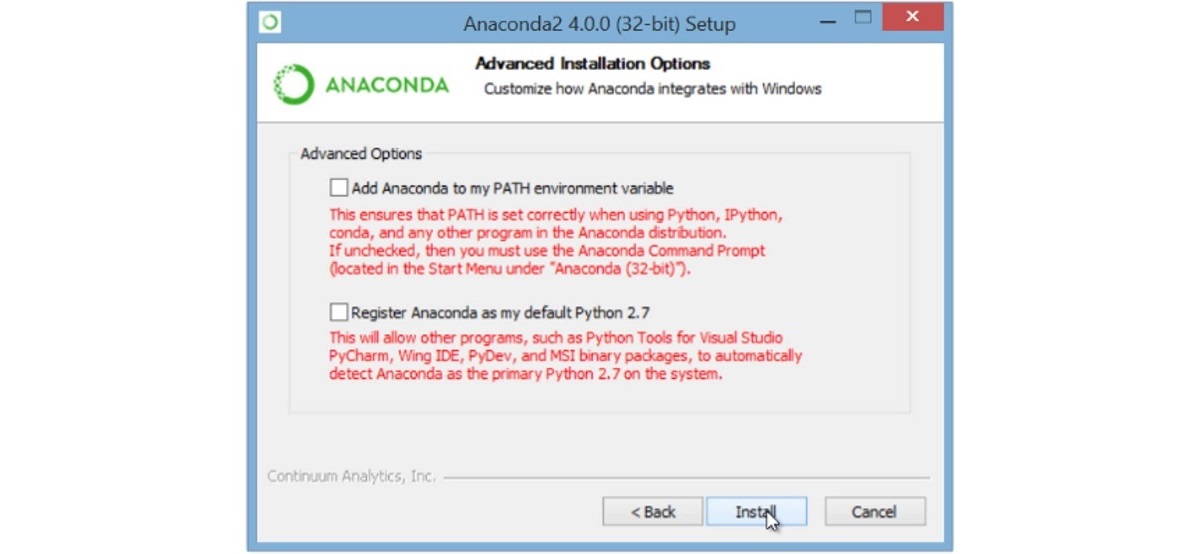 Anaconda2 4.0.0 (32-bit) Setup
ANACONDA
Advanced Installation Options
Customize how Anaconda integrates with Windows
Advanced Options
Add Anaconda to my PATH environment variable
This ensures that PATH is set correctly when using Python, IPython,
conda, and any other program in the Anaconda distribution.
If unchecked, then you must use the Anaconda Command Prompt
(located in the Start Menu under "Anaconda (32-bit)").
Register Anaconda as my default Python 2.7
This will allow other programs, such as Python Tools for Visual Studio
PyCharm, Wing IDE, PyDev, and MSI binary packages, to automatically
detect Anaconda as the primary Python 2.7 on the system.
Continuum Analytics, Inc.
< Back
Install
Cancel